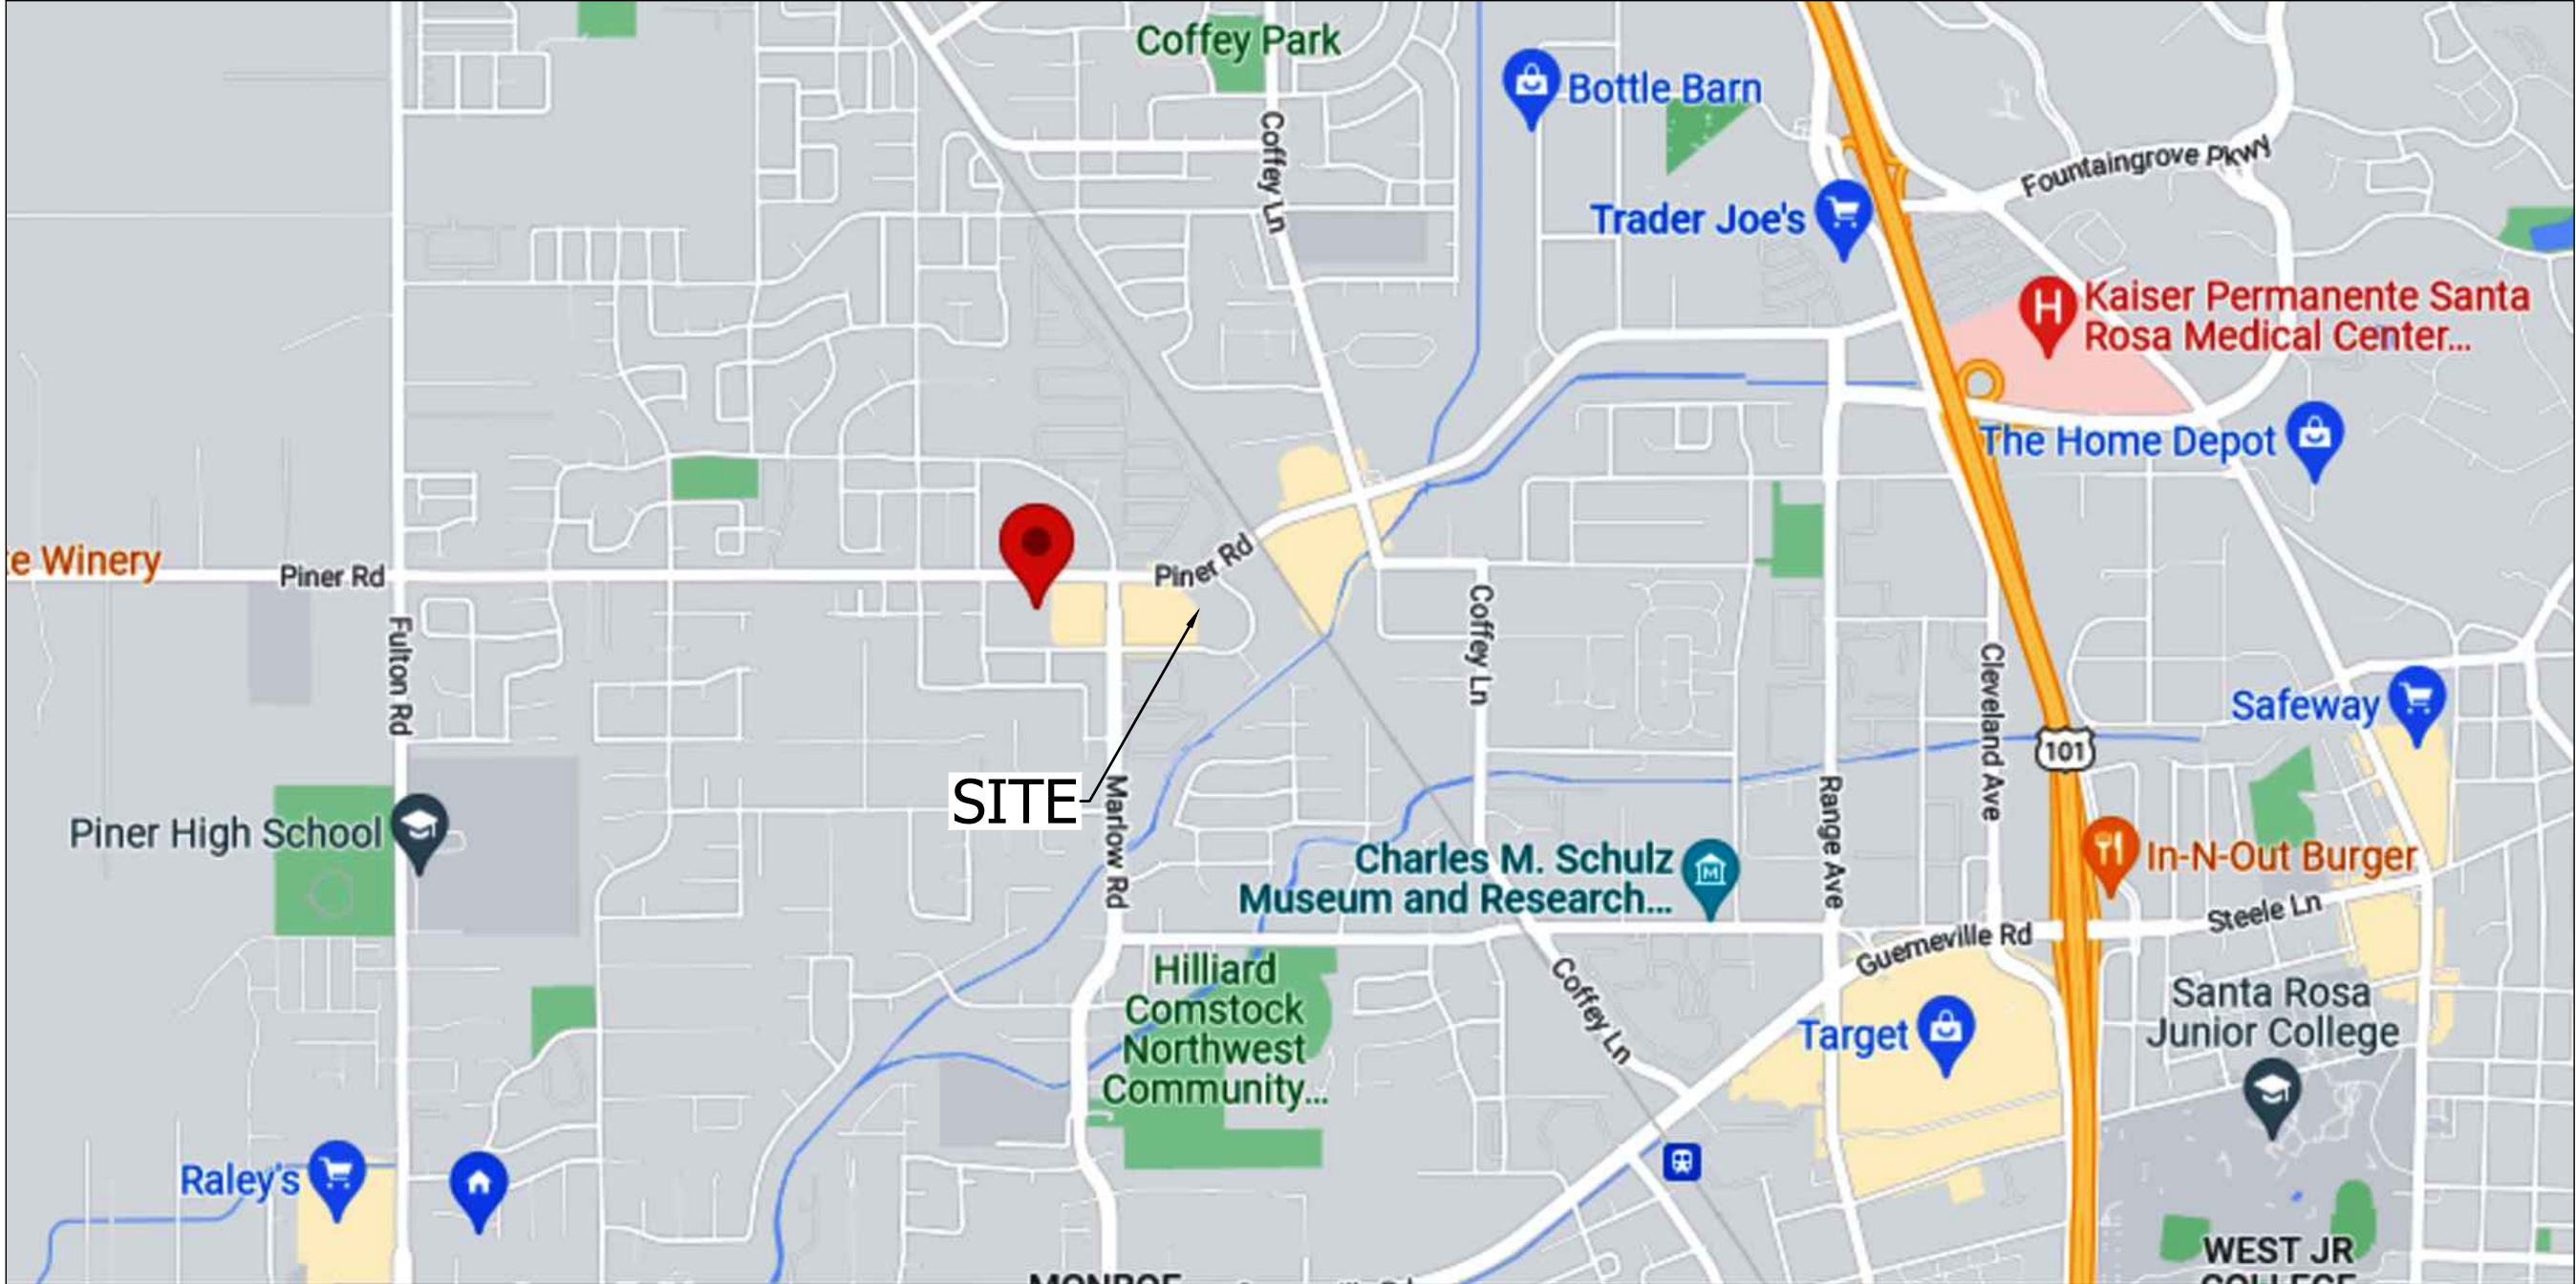 Coffey Park
Bottle Barn
Coffey Ln
Fountaingrove Pkwy
Trader Joe's
Kaiser Permanente Santa
Rosa Medical Center...
The Home Depot
e Winery
Piner Rd
Piner Rd
Fulton Rd
Coffey Ln
Cleveland Ave
Safeway
101
SITE
Marlow Rd
Range Ave
Piner High School
Charles M. Schulz
Museum and Research...
In-N-Out Burger
Steele Ln
Guerneville Rd
Hilliard
Comstock
Northwest
Community...
Coffey Ln
Santa Rosa
Junior College
Target
Raley's
WEST JR
COLLEGE
MONROE